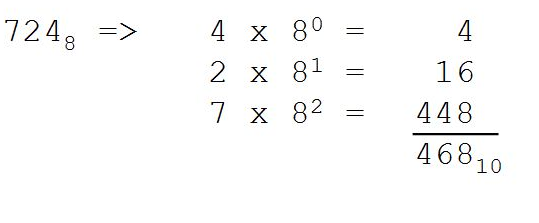 724₈ => 4 x 8⁰ = 4
2 x 8¹ = 16
7 x 8² = 448
468₁₀